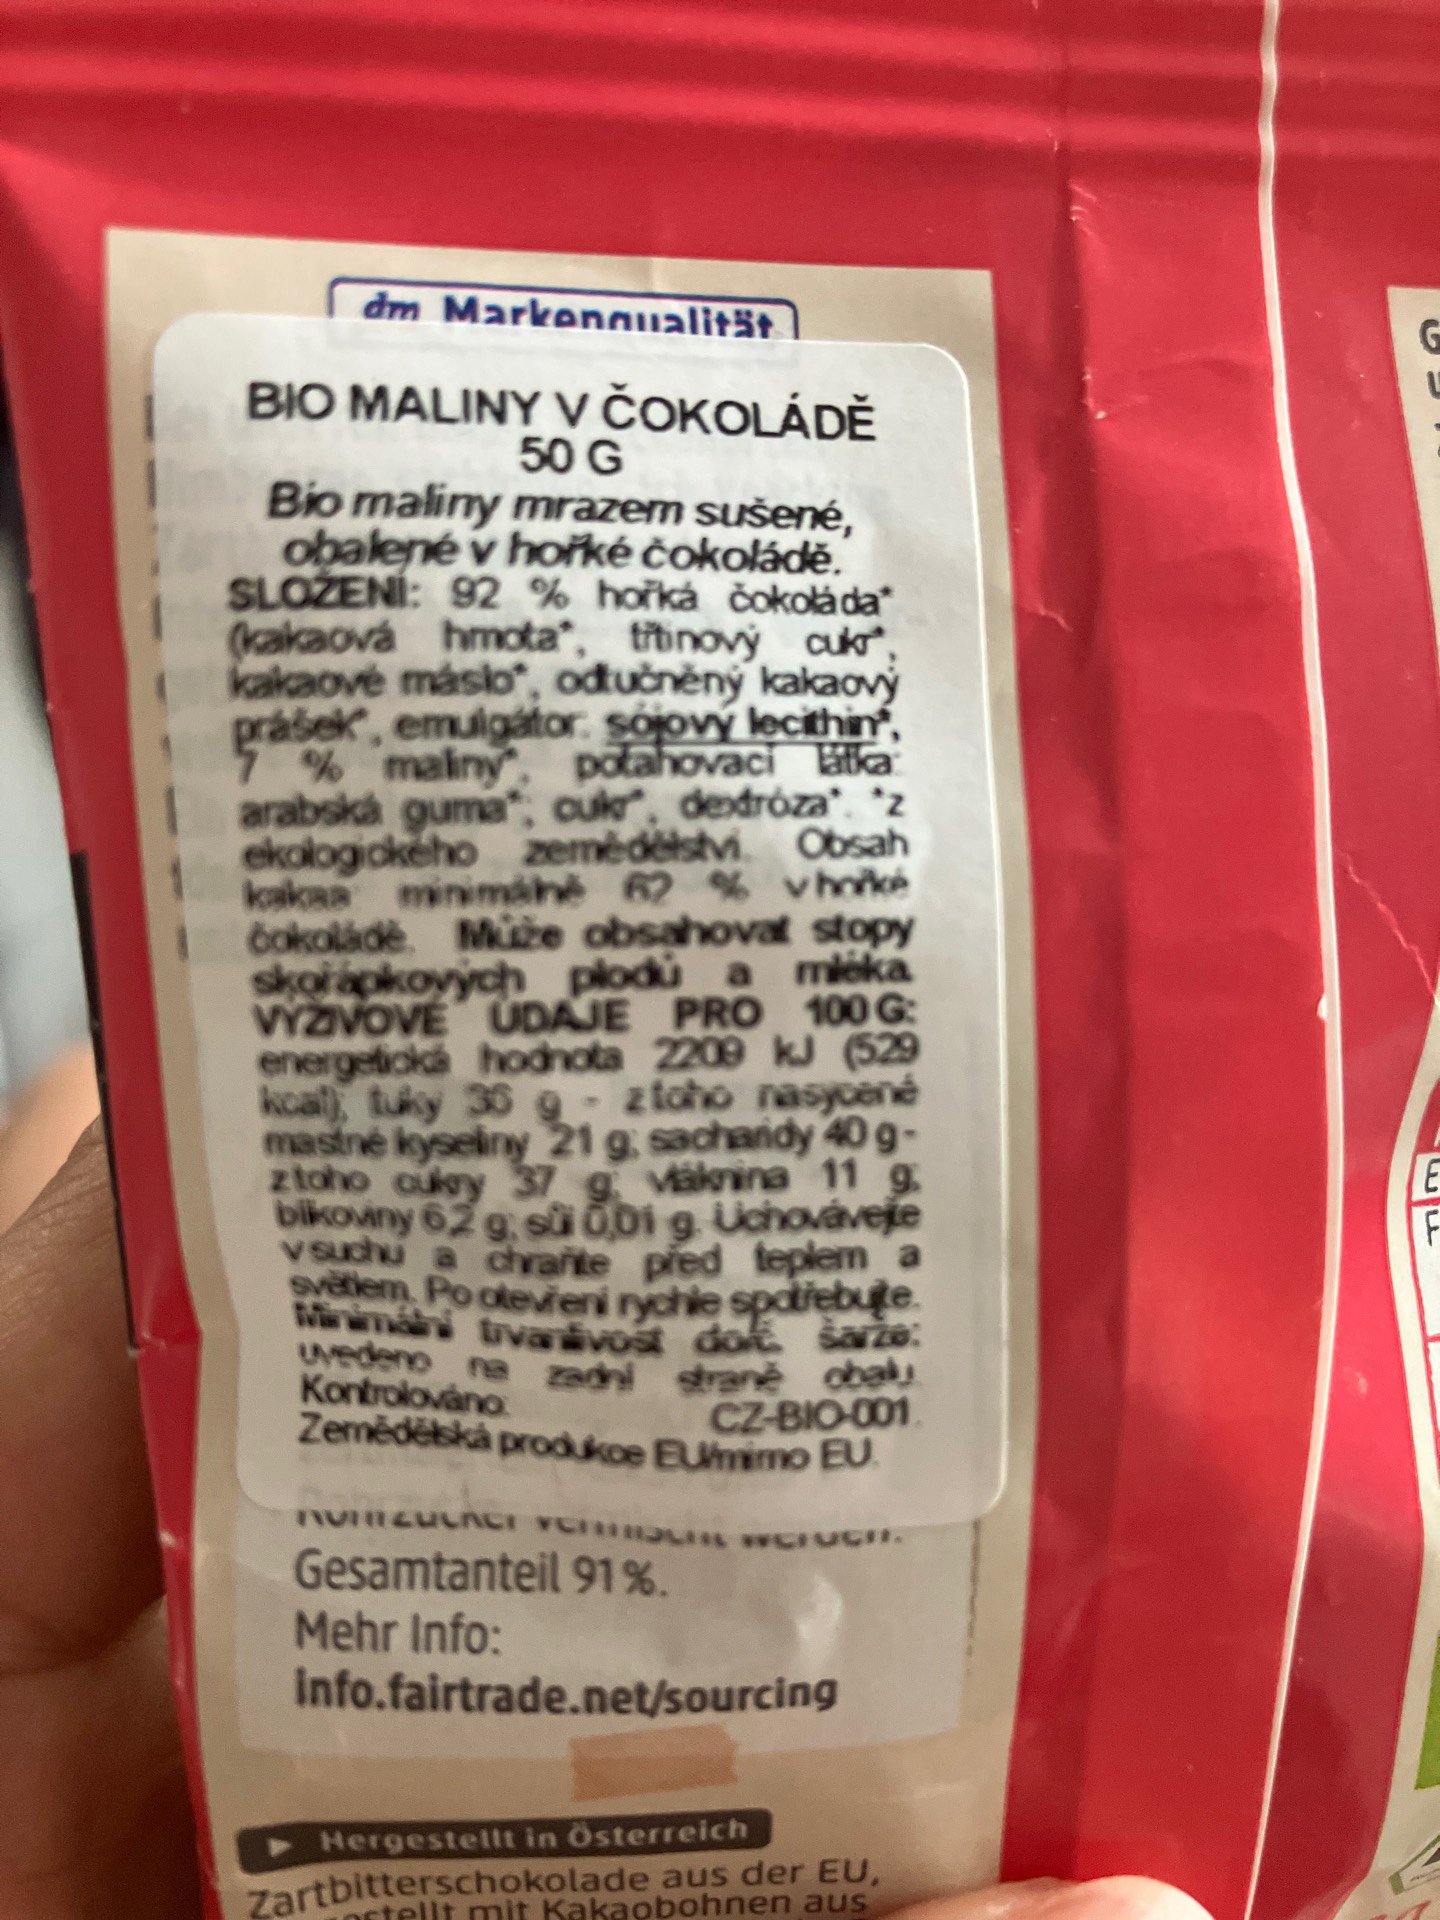 dm Markenqualität
BIO MALINY V ČOKOLÁDĚ
50 G
Bio maliny mrazem sušené,
obalené v hořké čokoládě.
SLOŽENÍ: 92 % hořká čokoláda*
(kakaová hmota*, třtinový cukr*,
kakaové máslo*, odtučněný kakaový
prášek*, emulgátor: sójový lecithin*,
7 % maliny*, potahovací látka:
arabská guma*; cukr*, dextróza*. *z
ekologického zemědělství. Obsah
kakaa minimálně 62 % v hořké
čokoládě. Může obsahovat stopy
skořápkových plodů a mléka.
VÝŽIVOVÉ ÚDAJE PRO 100 G:
energetická hodnota 2209 kJ (529
kcal), tuky 36 g - z toho nasycené
mastné kyseliny 21 g; sacharidy 40 g -
z toho cukry 37 g; vláknina 11 g;
bílkoviny 6,2 g; sůl 0,01 g. Uchovávejte
v suchu a chraňte před teplem a
světlem. Po otevření rychle spotřebujte.
Minimální trvanlivost do/č. šarže:
uvedeno na zadní straně obalu.
Kontrolováno: CZ-BIO-001.
Zemědělská produkce EU/mimo EU.
Rohrzucker vermischt werden.
Gesamtanteil 91 %.
Mehr Info:
info.fairtrade.net/sourcing
Hergestellt in Österreich
Zartbitterschokolade aus der EU,
mit Kakaobohnen aus